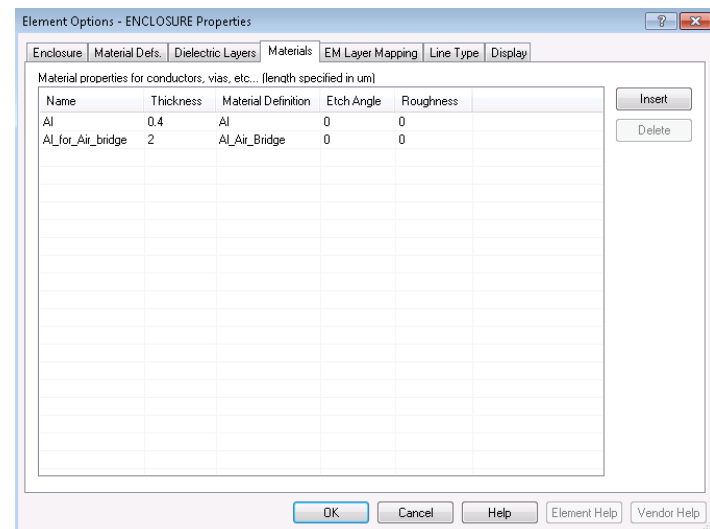 Element Options - ENCLOSURE Properties
Enclosure Material Defs. Dielectric Layers Materials EM Layer Mapping Line Type Display
Material properties for conductors, vias, etc... (length specified in um)
Name Thickness Material Definition Etch Angle Roughness Insert
Al 0.4 Al 0 0
Al_for_Air_bridge 2 Al_Air_Bridge 0 0 Delete
OK Cancel Help Element Help Vendor Help